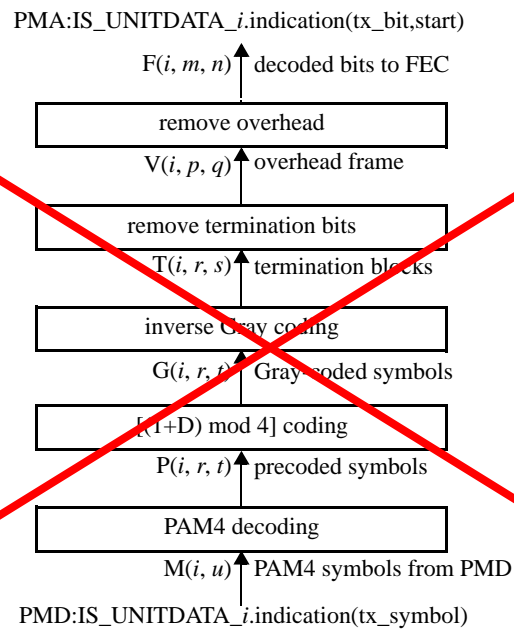 PMA:IS_UNITDATA_i.indication(tx_bit,start)
F(i, m, n) decoded bits to FEC
remove overhead
V(i, p, q) overhead frame
remove termination bits
T(i, r, s) termination blocks
inverse Gray coding
G(i, r, t) Gray-coded symbols
[(1+D) mod 4] coding
P(i, r, t) precoded symbols
PAM4 decoding
M(i, u) PAM4 symbols from PMD
PMD:IS_UNITDATA_i.indication(tx_symbol)